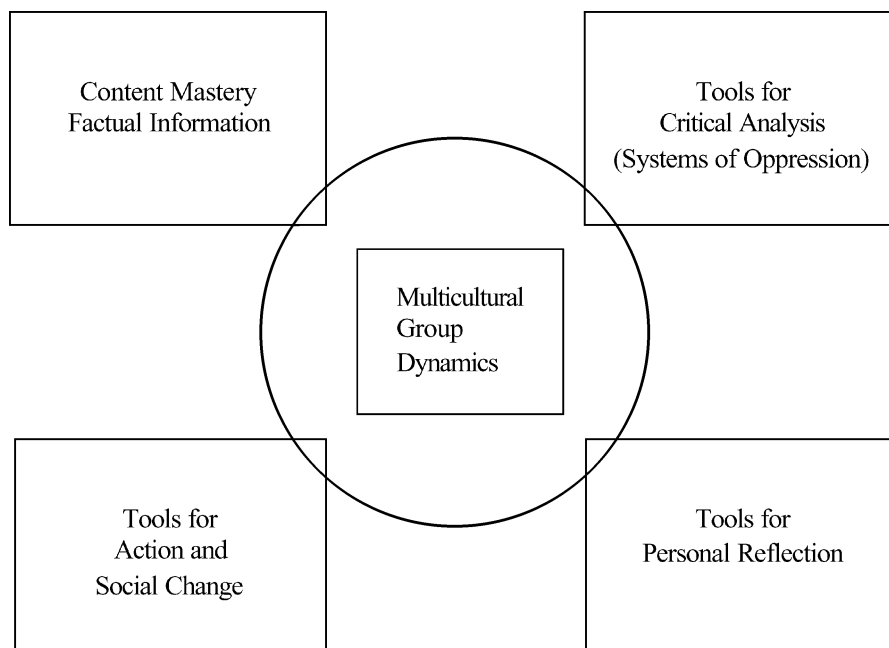 Content Mastery
Factual Information
Tools for
Critical Analysis
(Systems of Oppression)
Multicultural
Group
Dynamics
Tools for
Action and
Social Change
Tools for
Personal Reflection